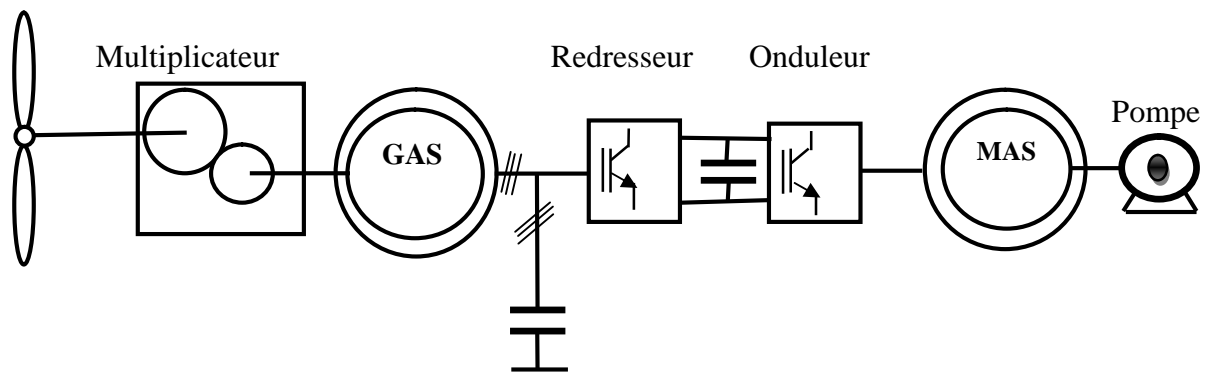 Multiplicateur
Redresseur
Onduleur
Pompe
GAS
MAS